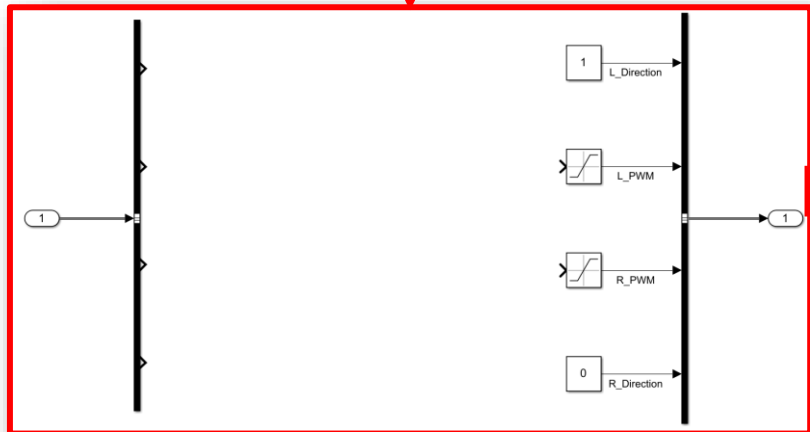 1
L_Direction
L_PWM
1
1
R_PWM
0
R_Direction